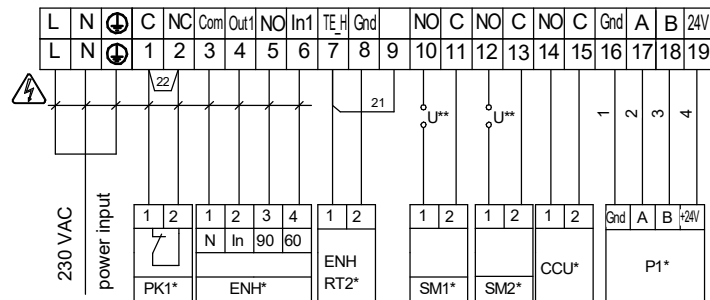 L N C NC Com Out1 NO In1 TE_H Gnd NO C NO C NO C Gnd A B 24V
L N 1 2 3 4 5 6 7 8 9 10 11 12 13 14 15 16 17 18 19
22
21
U** U**
1 2 3 4
230 VAC
power input
1 2 1 2 3 4 1 2 1 2 1 2 1 2 Gnd A B +24V
N In 90 60
ENH
RT2*
PK1* ENH* SM1* SM2* CCU* P1*